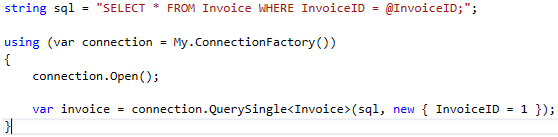 string sql = "SELECT * FROM Invoice WHERE InvoiceID = @InvoiceID;";
using (var connection = My.ConnectionFactory())
{
connection.Open();
var invoice = connection.QuerySingle<Invoice>(sql, new { InvoiceID = 1 });
}